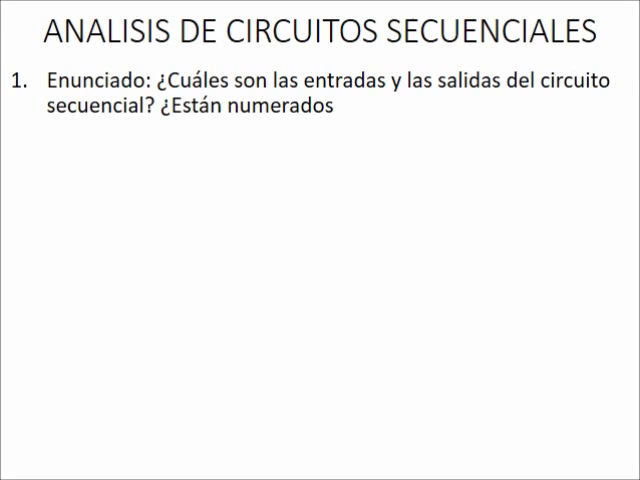 ANALISIS DE CIRCUITOS SECUENCIALES
1. Enunciado: ¿Cuáles son las entradas y las salidas del circuito
secuencial? ¿Están numerados